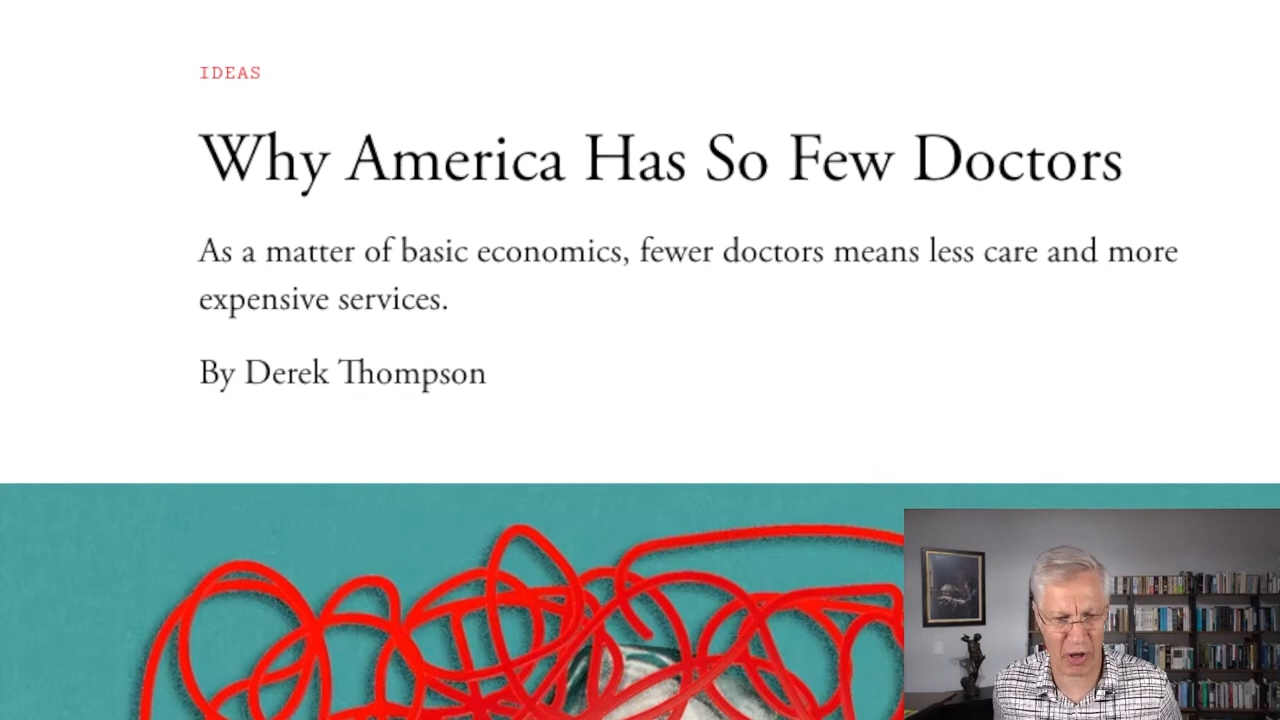 IDEAS
Why America Has So Few Doctors
As a matter of basic economics, fewer doctors means less care and more
expensive services.
By Derek Thompson